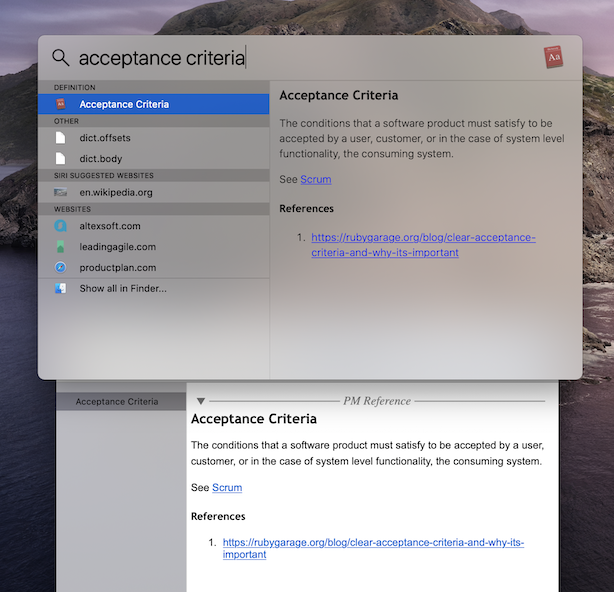 acceptance criteria
Aa
DEFINITION
Aa
Acceptance Criteria
OTHER
dict.offsets
dict.body
SIRI SUGGESTED WEBSITES
en.wikipedia.org
WEBSITES
altexsoft.com
leadingagile.com
productplan.com
Show all in Finder...
Acceptance Criteria
The conditions that a software product must satisfy to be
accepted by a user, customer, or in the case of system level
functionality, the consuming system.
See Scrum
References
1. https://rubygarage.org/blog/clear-acceptance-
criteria-and-why-its-important
Acceptance Criteria
▼ PM Reference
Acceptance Criteria
The conditions that a software product must satisfy to be accepted by a user,
customer, or in the case of system level functionality, the consuming system.
See Scrum
References
1. https://rubygarage.org/blog/clear-acceptance-criteria-and-why-its-
important